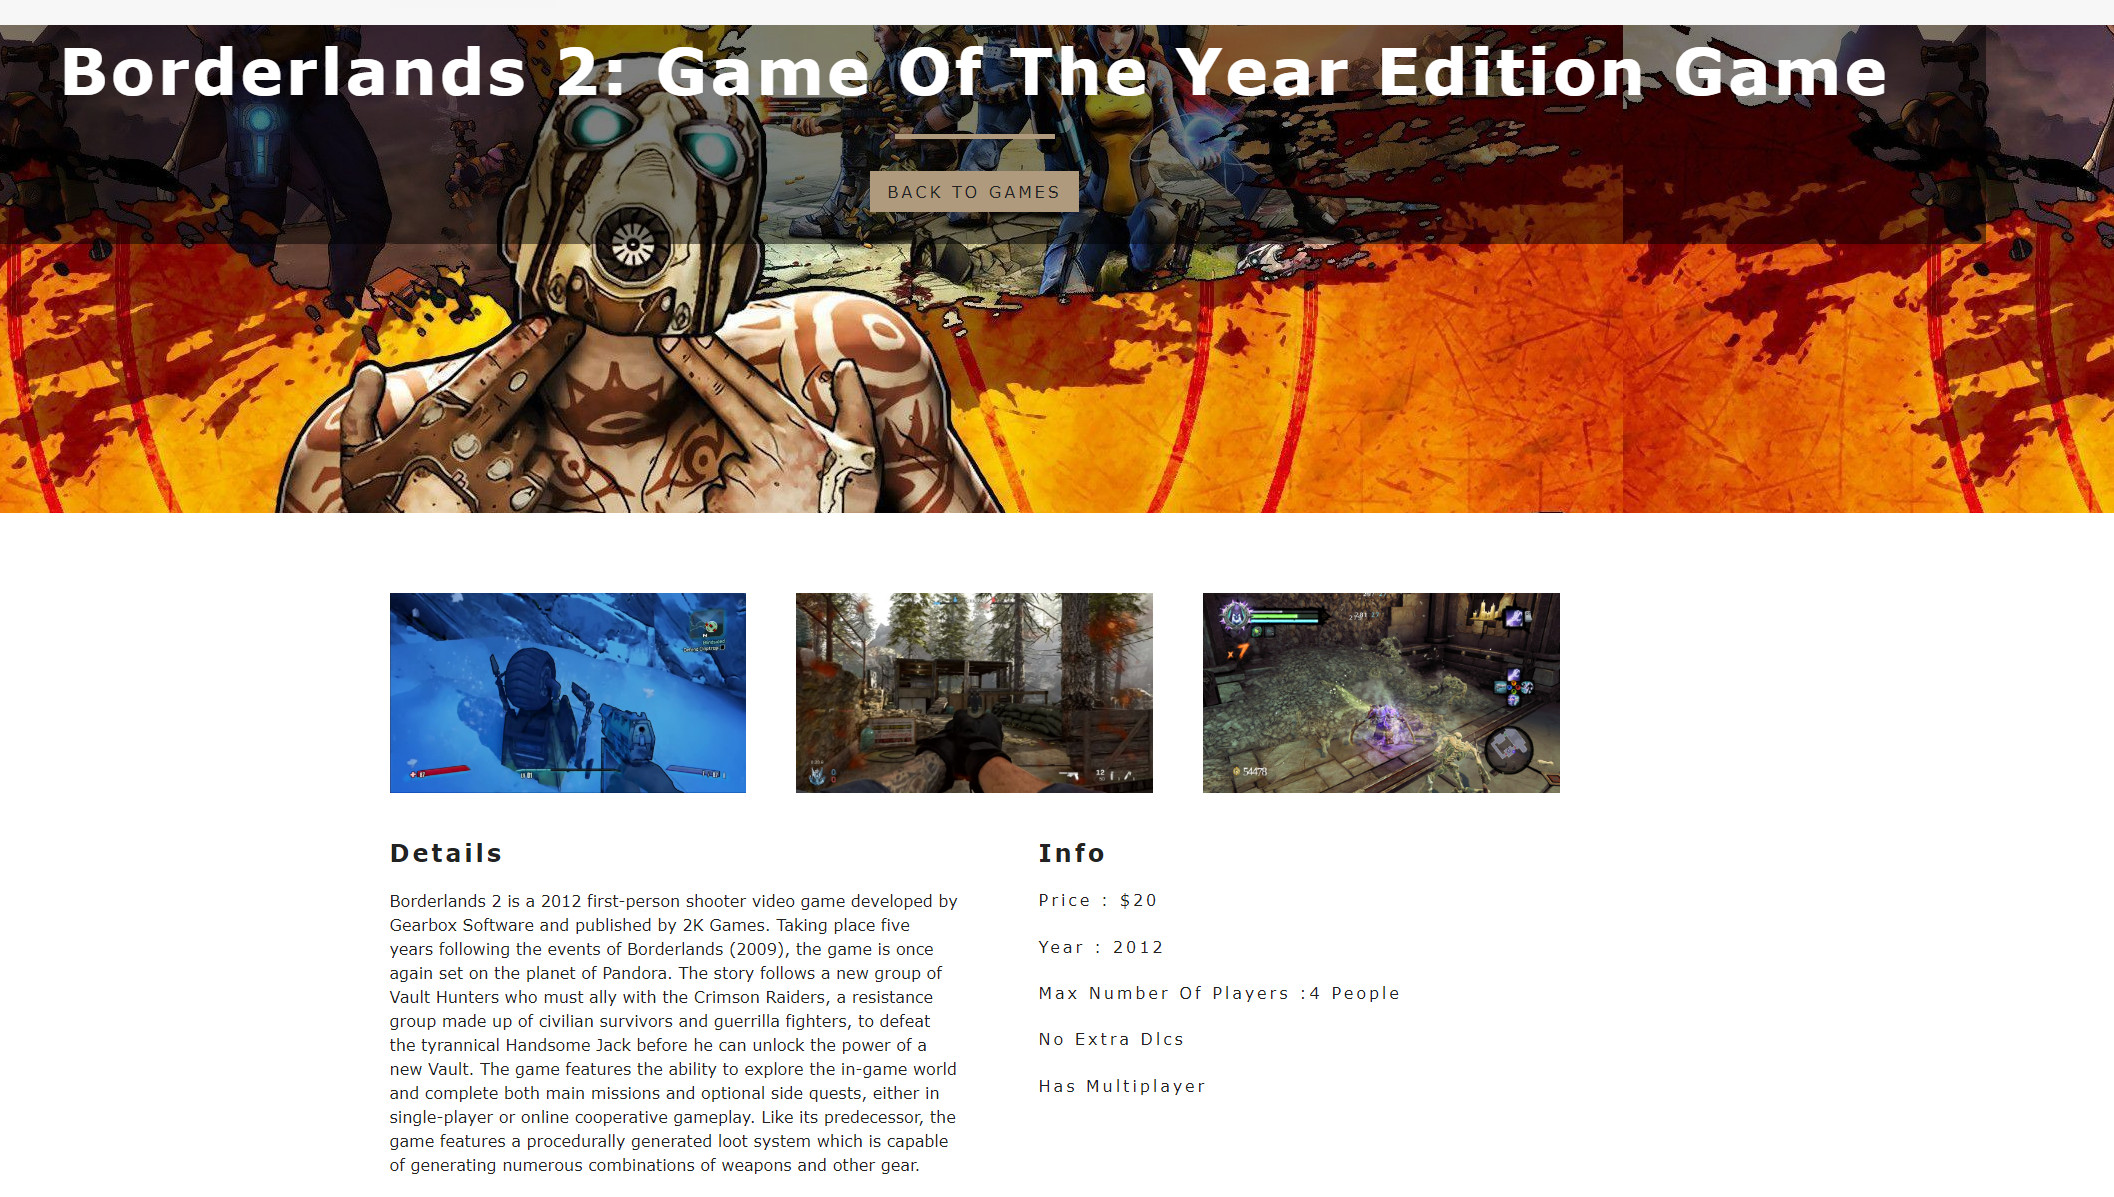 Borderlands 2: Game Of The Year Edition Game
BACK TO GAMES
x 7
54478
12
Details
Borderlands 2 is a 2012 first-person shooter video game developed by
Gearbox Software and published by 2K Games. Taking place five
years following the events of Borderlands (2009), the game is once
again set on the planet of Pandora. The story follows a new group of
Vault Hunters who must ally with the Crimson Raiders, a resistance
group made up of civilian survivors and guerrilla fighters, to defeat
the tyrannical Handsome Jack before he can unlock the power of a
new Vault. The game features the ability to explore the in-game world
and complete both main missions and optional side quests, either in
single-player or online cooperative gameplay. Like its predecessor, the
game features a procedurally generated loot system which is capable
of generating numerous combinations of weapons and other gear.
Info
Price : $20
Year : 2012
Max Number Of Players :4 People
No Extra Dlcs
Has Multiplayer